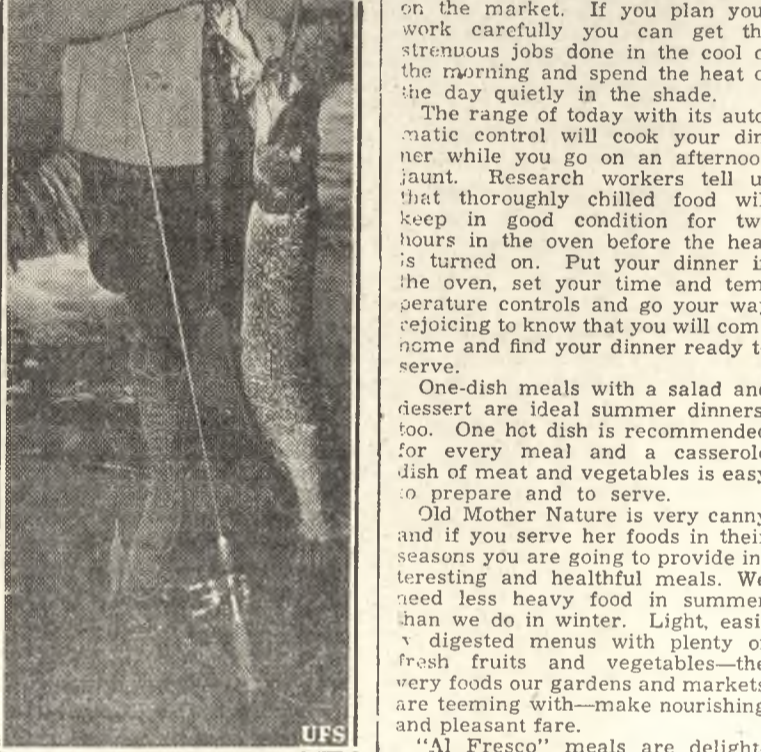 on the market. If you plan you
work carefully you can get th
strenuous jobs done in the cool o
the morning and spend the heat o
the day quietly in the shade.
The range of today with its auto
matic control will cook your din
ner while you go on an afternoo
jaunt. Research workers tell u
that thoroughly chilled food wil
keep in good condition for tw
hours in the oven before the hea
is turned on. Put your dinner i
the oven, set your time and tem
perature controls and go your way
rejoicing to know that you will com
home and find your dinner ready t
serve.
One-dish meals with a salad and
dessert are ideal summer dinners
too. One hot dish is recommended
for every meal and a casserole
dish of meat and vegetables is easy
to prepare and to serve.
Old Mother Nature is very canny
and if you serve her foods in their
seasons you are going to provide in
teresting and healthful meals. We
need less heavy food in summer
than we do in winter. Light, easi
y digested menus with plenty of
fresh fruits and vegetables—the
very foods our gardens and markets
are teeming with—make nourishing
and pleasant fare.
"Al Fresco" meals are delight
UFS